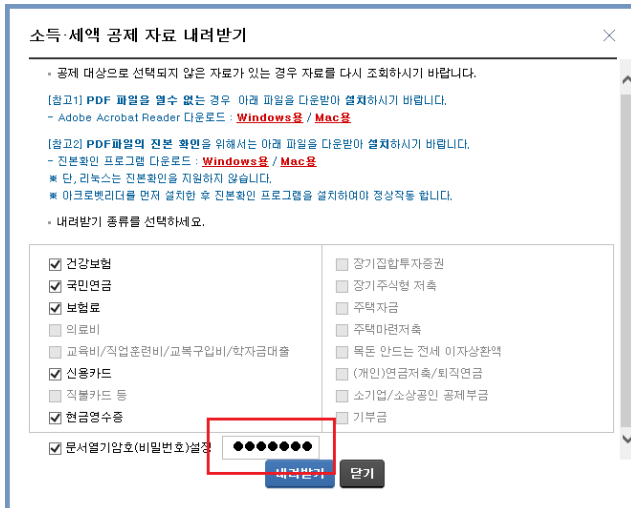 소득·세액 공제 자료 내려받기
공제 대상으로 선택되지 않은 자료가 있는 경우 자료를 다시 조회하시기 바랍니다.
[참고1] PDF 파일을 열수 없는 경우 아래 파일을 다운받아 설치하시기 바랍니다.
- Adobe Acrobat Reader 다운로드 : Windows용 / Mac용
[참고2] PDF파일의 진본 확인을 위해서는 아래 파일을 다운받아 설치하시기 바랍니다.
- 진본확인 프로그램 다운로드 : Windows용 / Mac용
※ 단, 리눅스는 진본확인을 지원하지 않습니다.
※ 아크로벳리더를 먼저 설치한 후 진본확인 프로그램을 설치하여야 정상작동 합니다.
내려받기 종류를 선택하세요.
건강보험
국민연금
보험료
의료비
교육비/직업훈련비/교복구입비/학자금대출
신용카드
직불카드 등
현금영수증
장기집합투자증권
장기주식형 저축
주택자금
주택마련저축
목돈 안드는 전세 이자상환액
(개인)연금저축/퇴직연금
소기업/소상공인 공제부금
기부금
문서열기암호(비밀번호)설정 ●●●●●●●
내려받기 닫기